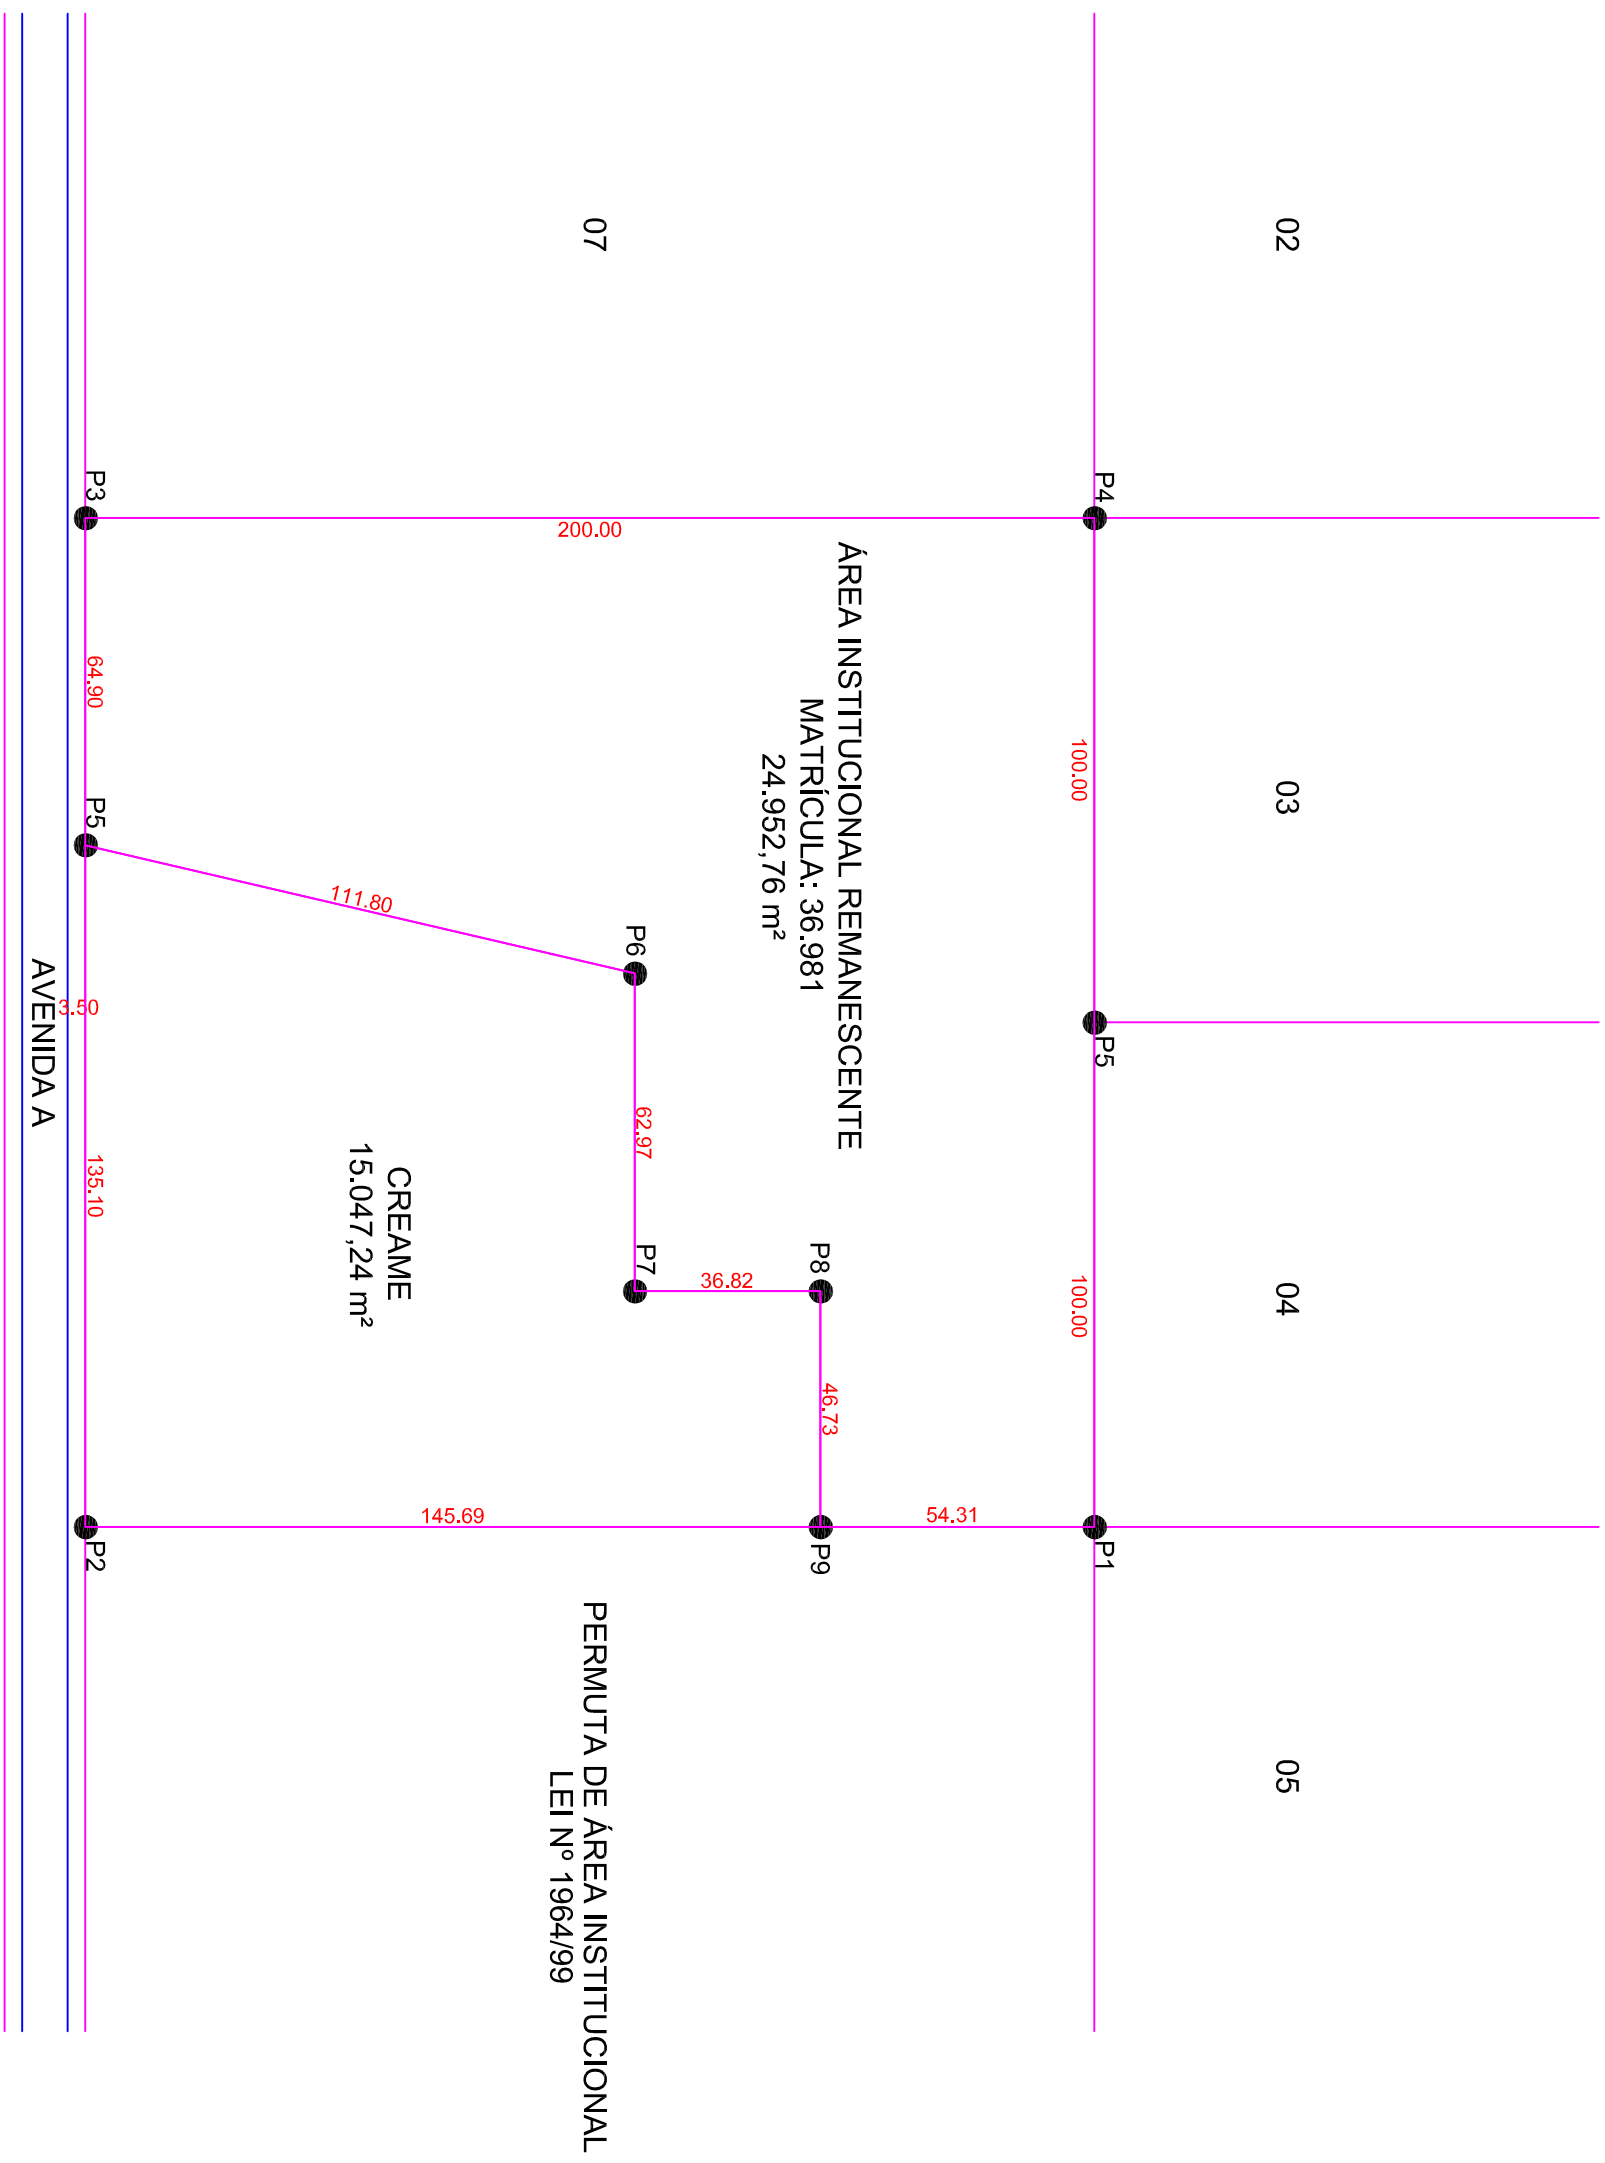 02
03
04
05
P4
100.00
P5
100.00
P1
07
200.00
ÁREA INSTITUCIONAL REMANESCENTE
MATRÍCULA: 36.981
24.952,76 m²
54.31
P8
46.73
P9
36.82
P6
62.97
P7
PERMUTA DE ÁREA INSTITUCIONAL
LEI Nº 1964/99
111.80
CREAME
15.047,24 m²
145.69
P3
64.90
P5
135.10
P2
3.50
AVENIDA A